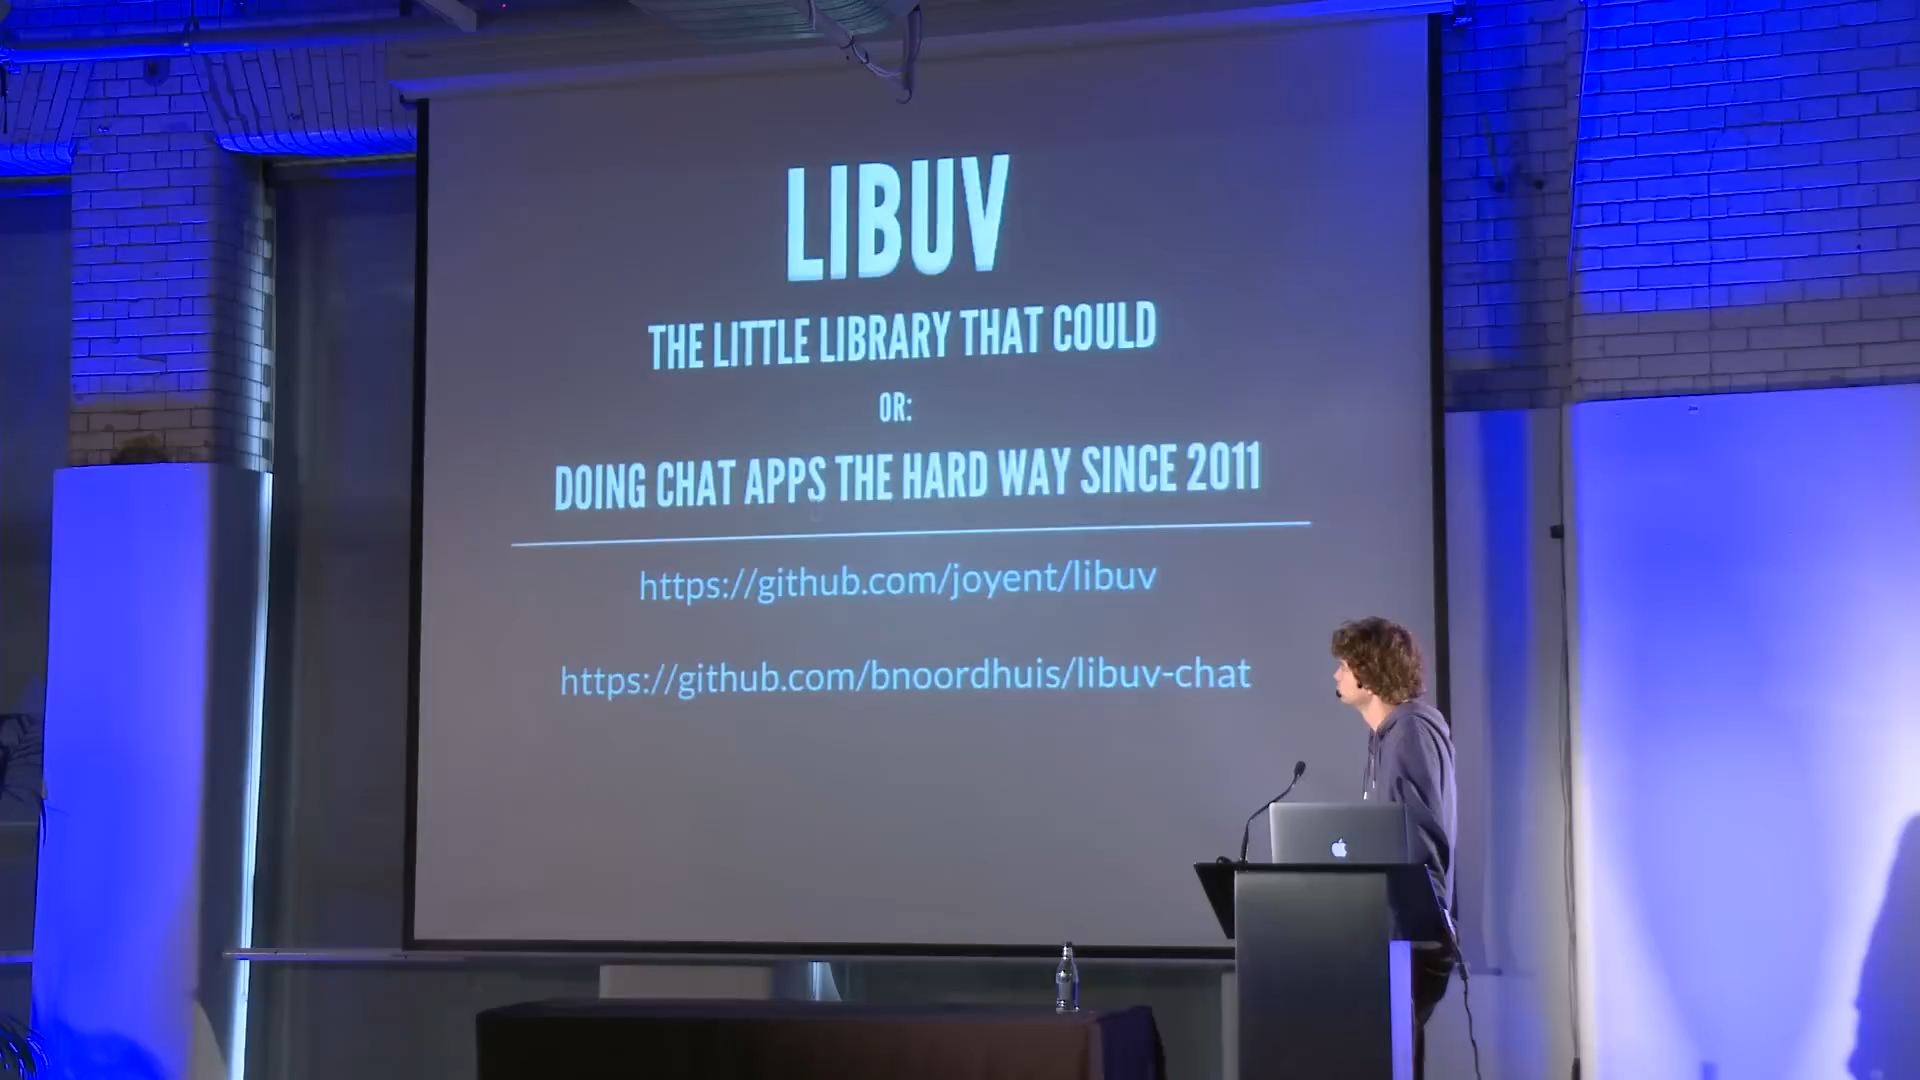 LIBUV
THE LITTLE LIBRARY THAT COULD
OR:
DOING CHAT APPS THE HARD WAY SINCE 2011
https://github.com/joyent/libuv
https://github.com/bnoordhuis/libuv-chat